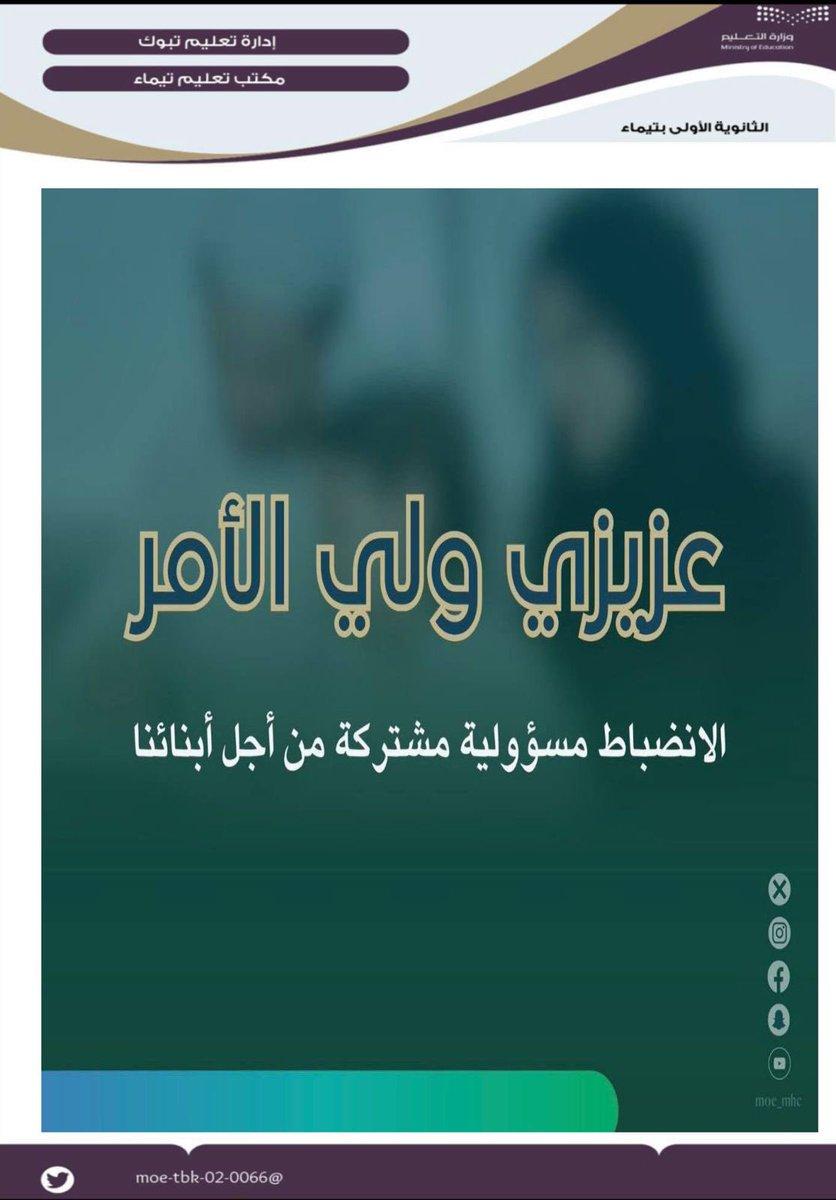 وزارة التعـليم
Ministry of Education
إدارة تعليم تبوك
مكتب تعليم تيماء
الثانوية الأولى بتيماء
عزيزي ولي الأمر
الانضباط مسؤولية مشتركة من أجل أبنائنا
moe_mhc
moe-tbk-02-0066@